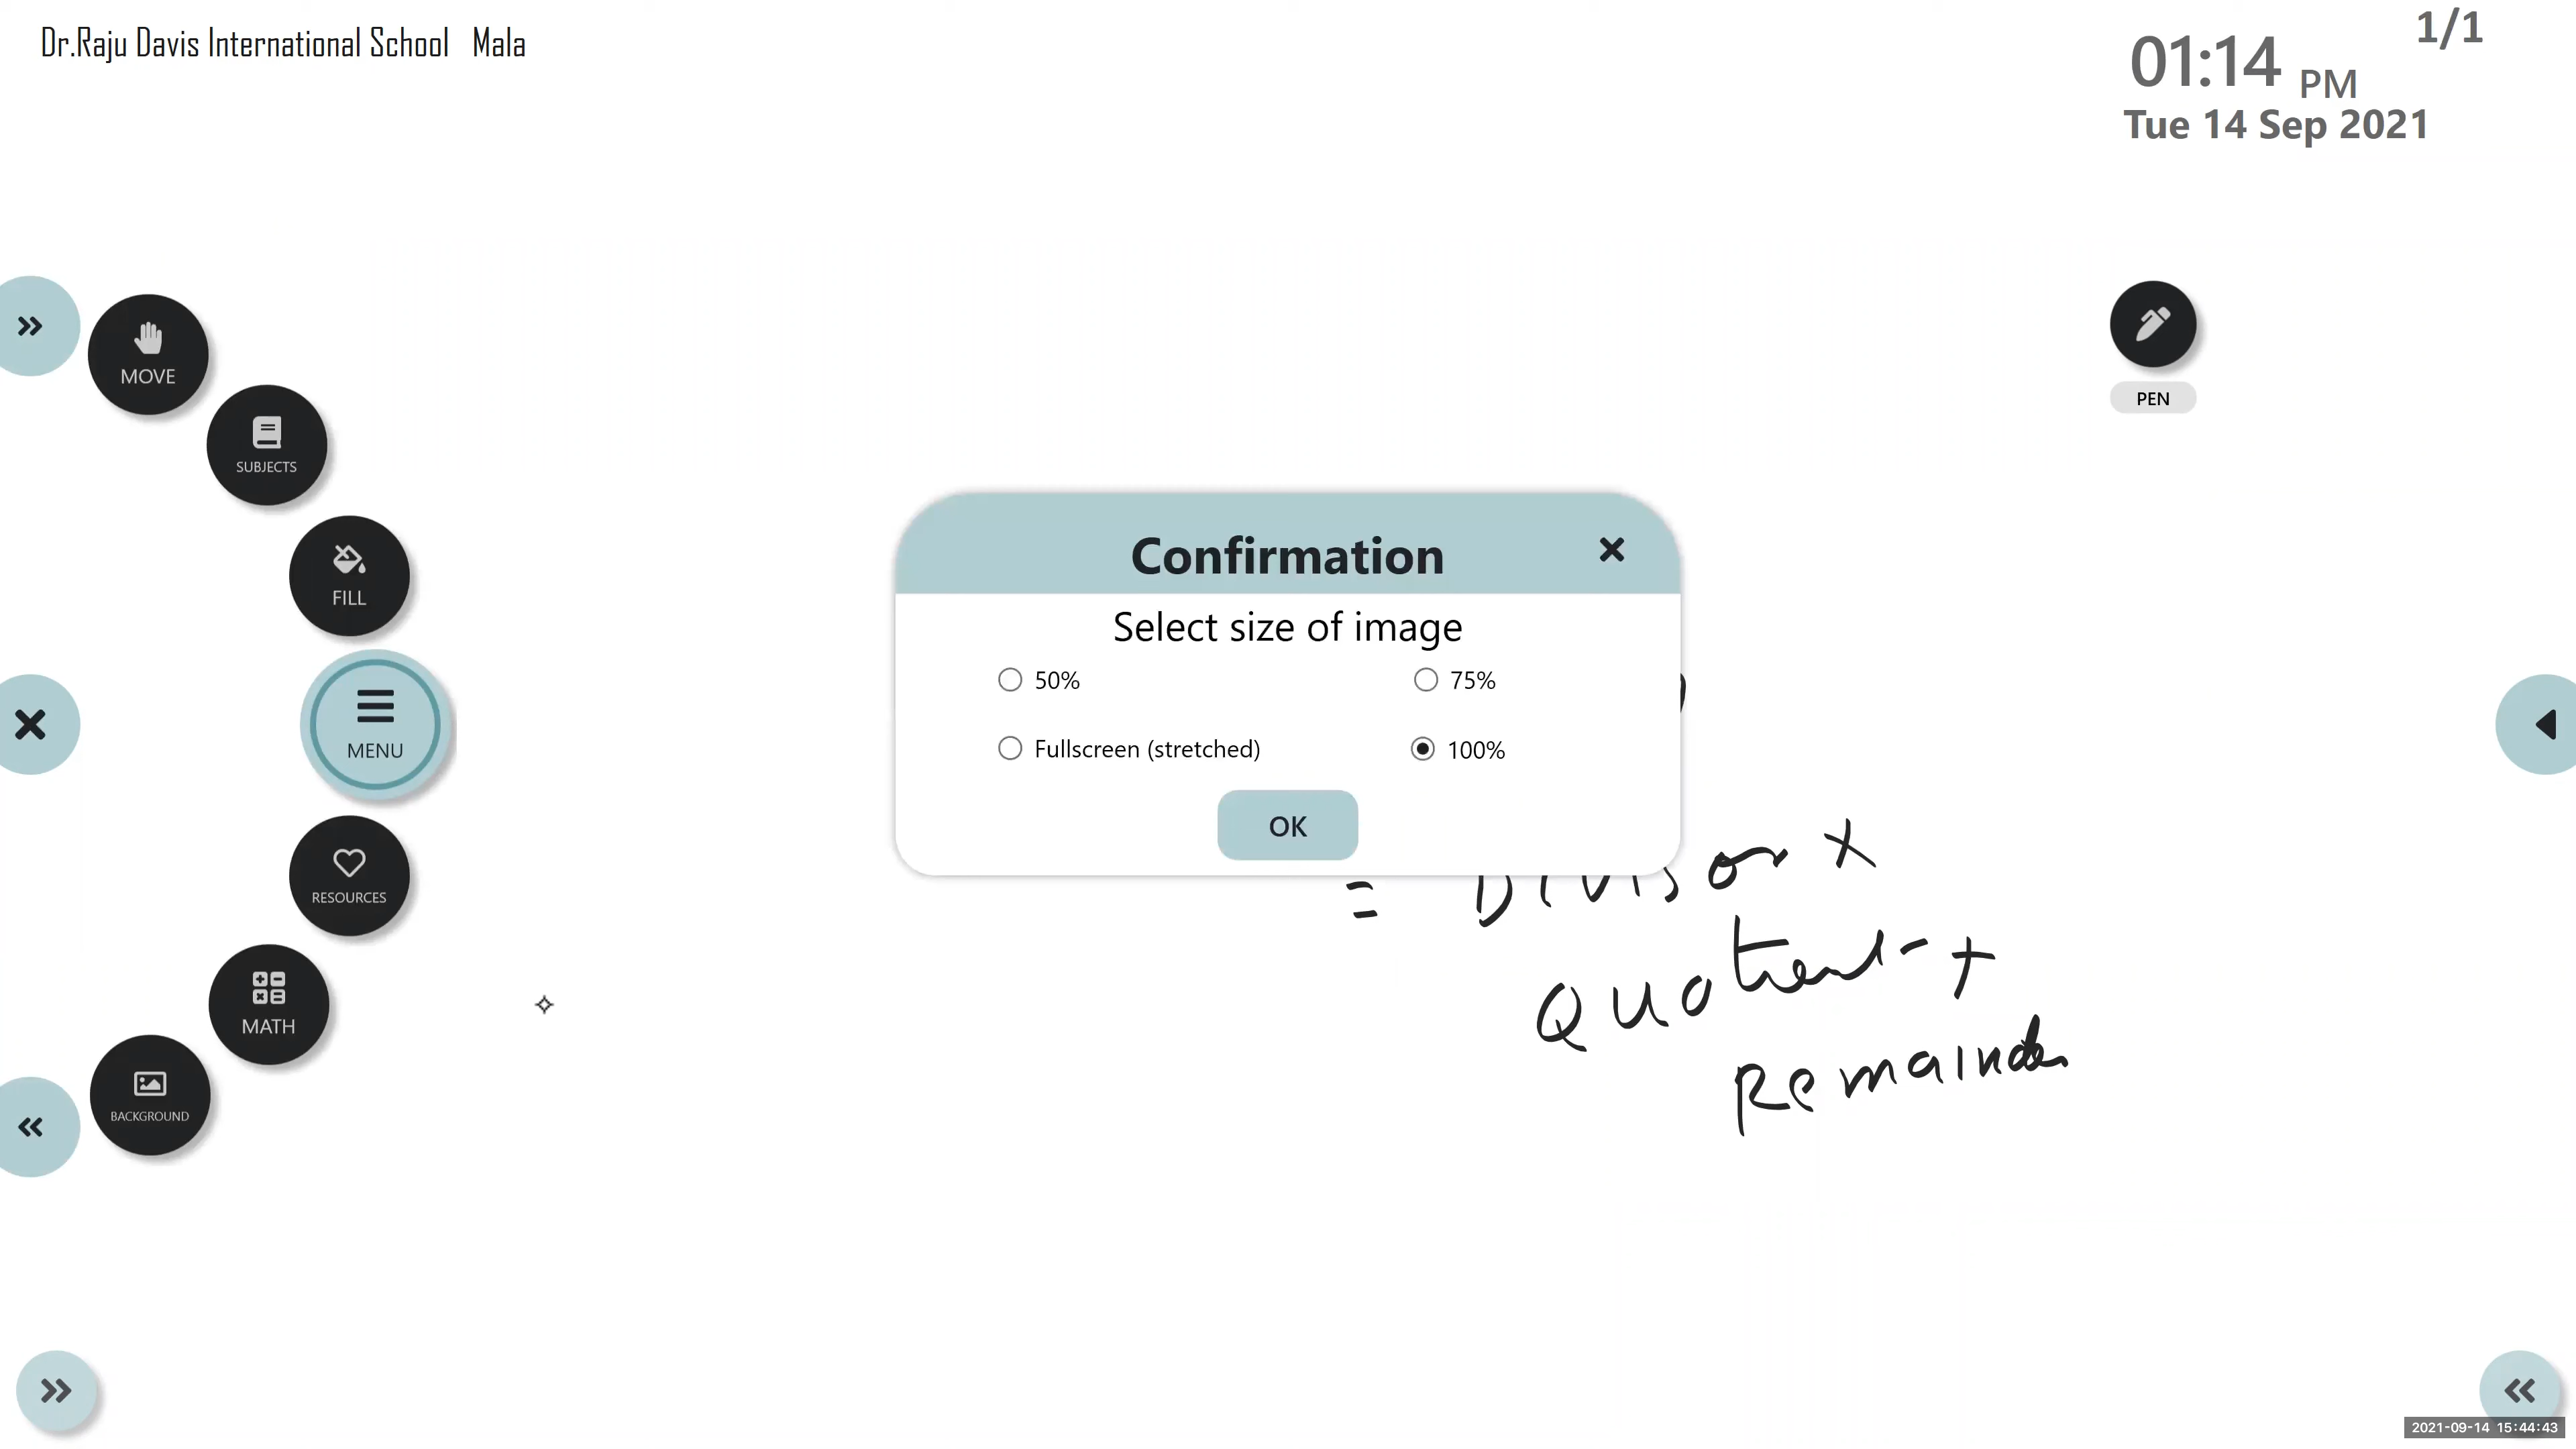 Dr.Raju Davis International School Mala
1/1
01:14 PM
Tue 14 Sep 2021
MOVE
SUBJECTS
FILL
MENU
RESOURCES
MATH
BACKGROUND
PEN
Confirmation
Select size of image
50%
75%
Fullscreen (stretched)
100%
OK
= Divisor x
Quotient +
Remainder
2021-09-14 15:44:43